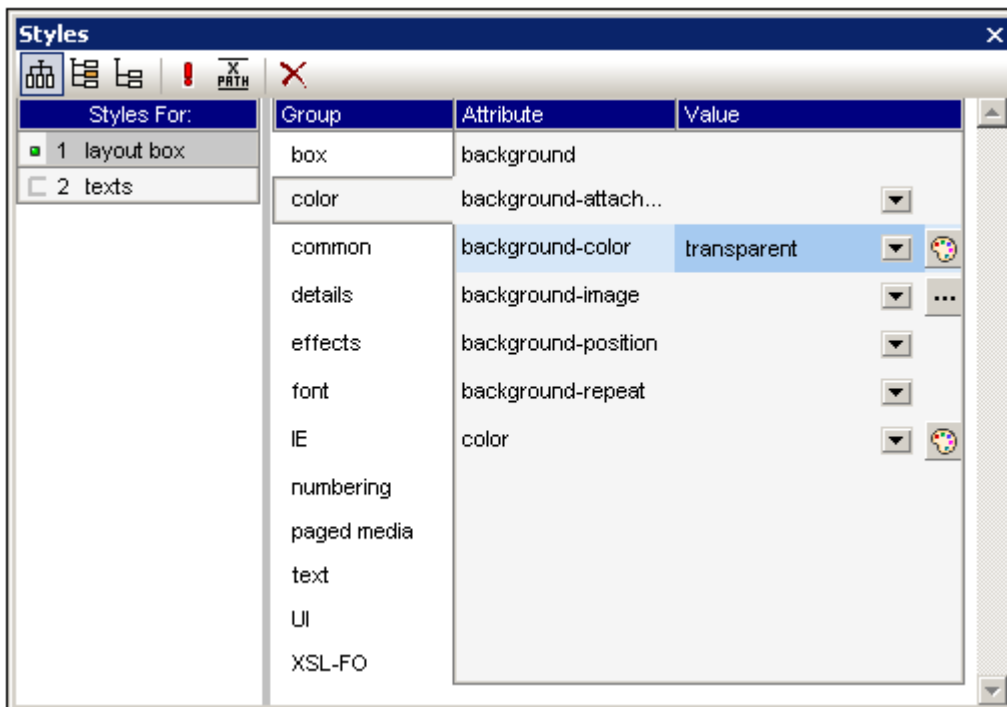 Styles
X PATH
Styles For: Group Attribute Value
1 layout box box background
2 texts color background-attach...
common background-color transparent
details background-image ...
effects background-position
font background-repeat
IE color
numbering
paged media
text
UI
XSL-FO